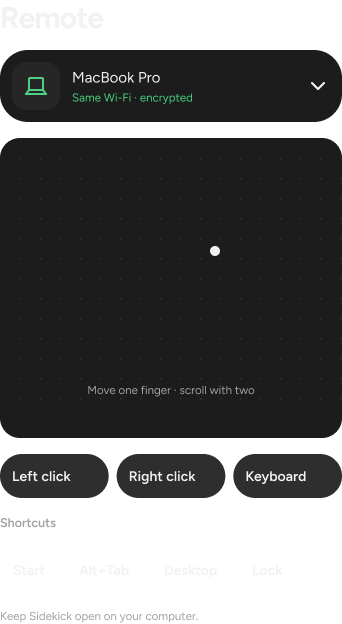 Remote
MacBook Pro
Same Wi-Fi · encrypted
Move one finger · scroll with two
Left click
Right click
Keyboard
Shortcuts
Start
Alt+Tab
Desktop
Lock
Keep Sidekick open on your computer.